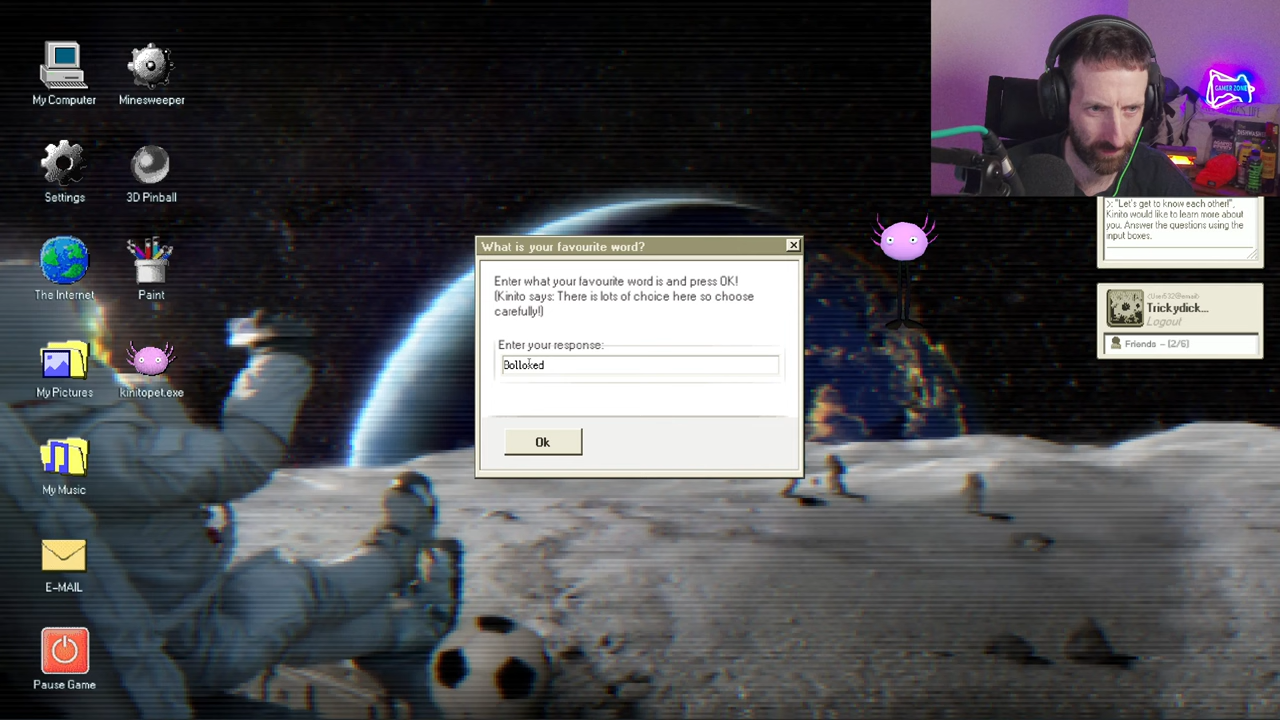 My Computer
Minesweeper
Settings
3D Pinball
The Internet
Paint
My Pictures
kinitopet.exe
My Music
E-MAIL
Pause Game
What is your favourite word?
Enter what your favourite word is and press OK!
(Kinito says: There is lots of choice here so choose
carefully!)
Enter your response:
Bolloked
Ok
GAMER ZONE
>: "Let's get to know each other!",
Kinito would like to learn more about
you. Answer the questions using the
input boxes.
Trickydick...
Logout
Friends - (2/6)